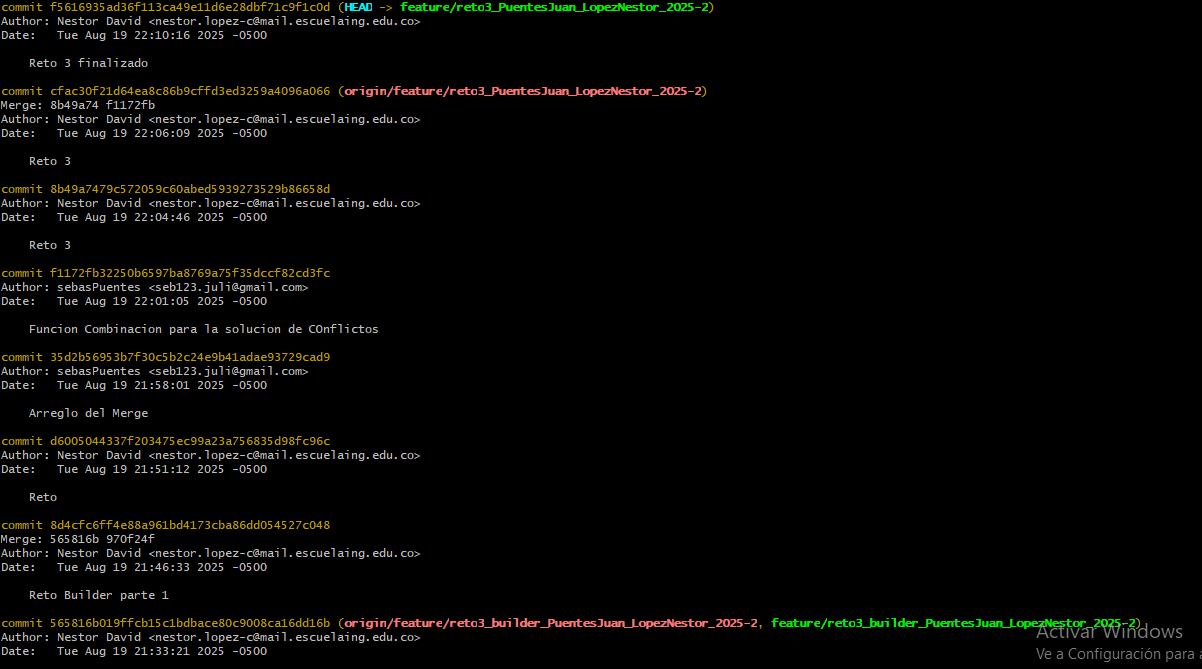 commit f5616935ad36f113ca49e11d6e28dbf71c9f1c0d (HEAD -> feature/reto3_PuentesJuan_LopezNestor_2025-2)
Author: Nestor David <nestor.lopez-c@mail.escuelaing.edu.co>
Date:   Tue Aug 19 22:10:16 2025 -0500
    Reto 3 finalizado
commit cfac30f21d64ea8c86b9cffd3ed3259a4096a066 (origin/feature/reto3_PuentesJuan_LopezNestor_2025-2)
Merge: 8b49a74 f1172fb
Author: Nestor David <nestor.lopez-c@mail.escuelaing.edu.co>
Date:   Tue Aug 19 22:06:09 2025 -0500
    Reto 3
commit 8b49a7479c572059c60abed5939273529b86658d
Author: Nestor David <nestor.lopez-c@mail.escuelaing.edu.co>
Date:   Tue Aug 19 22:04:46 2025 -0500
    Reto 3
commit f1172fb32250b6597ba8769a75f35dccf82cd3fc
Author: sebasPuentes <seb123.juli@gmail.com>
Date:   Tue Aug 19 22:01:05 2025 -0500
    Funcion Combinacion para la solucion de COnflictos
commit 35d2b56953b7f30c5b2c24e9b41adae93729cad9
Author: sebasPuentes <seb123.juli@gmail.com>
Date:   Tue Aug 19 21:58:01 2025 -0500
    Arreglo del Merge
commit d6005044337f203475ec99a23a756835d98fc96c
Author: Nestor David <nestor.lopez-c@mail.escuelaing.edu.co>
Date:   Tue Aug 19 21:51:12 2025 -0500
    Reto
commit 8d4cfc6ff4e88a961bd4173cba86dd054527c048
Merge: 565816b 970f24f
Author: Nestor David <nestor.lopez-c@mail.escuelaing.edu.co>
Date:   Tue Aug 19 21:46:33 2025 -0500
    Reto Builder parte 1
commit 565816b019ffcb15c1bdbace80c9008ca16dd16b (origin/feature/reto3_builder_PuentesJuan_LopezNestor_2025-2, feature/reto3_builder_PuentesJuan_LopezNestor_2025-2)
Author: Nestor David <nestor.lopez-c@mail.escuelaing.edu.co>
Date:   Tue Aug 19 21:33:21 2025 -0500
Activar Windows
Ve a Configuración para